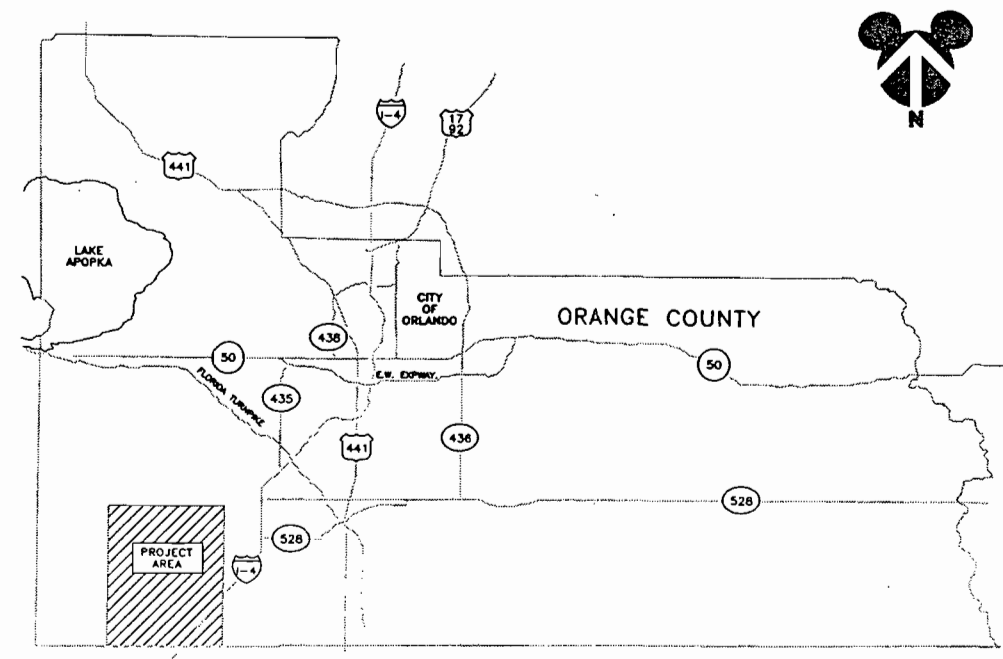 N
I-4
17
92
441
LAKE
APOPKA
CITY
OF
ORLANDO
ORANGE COUNTY
438
50
E.W. EXPWAY.
50
FLORIDA TURNPIKE
435
441
436
528
528
PROJECT
AREA
I-4